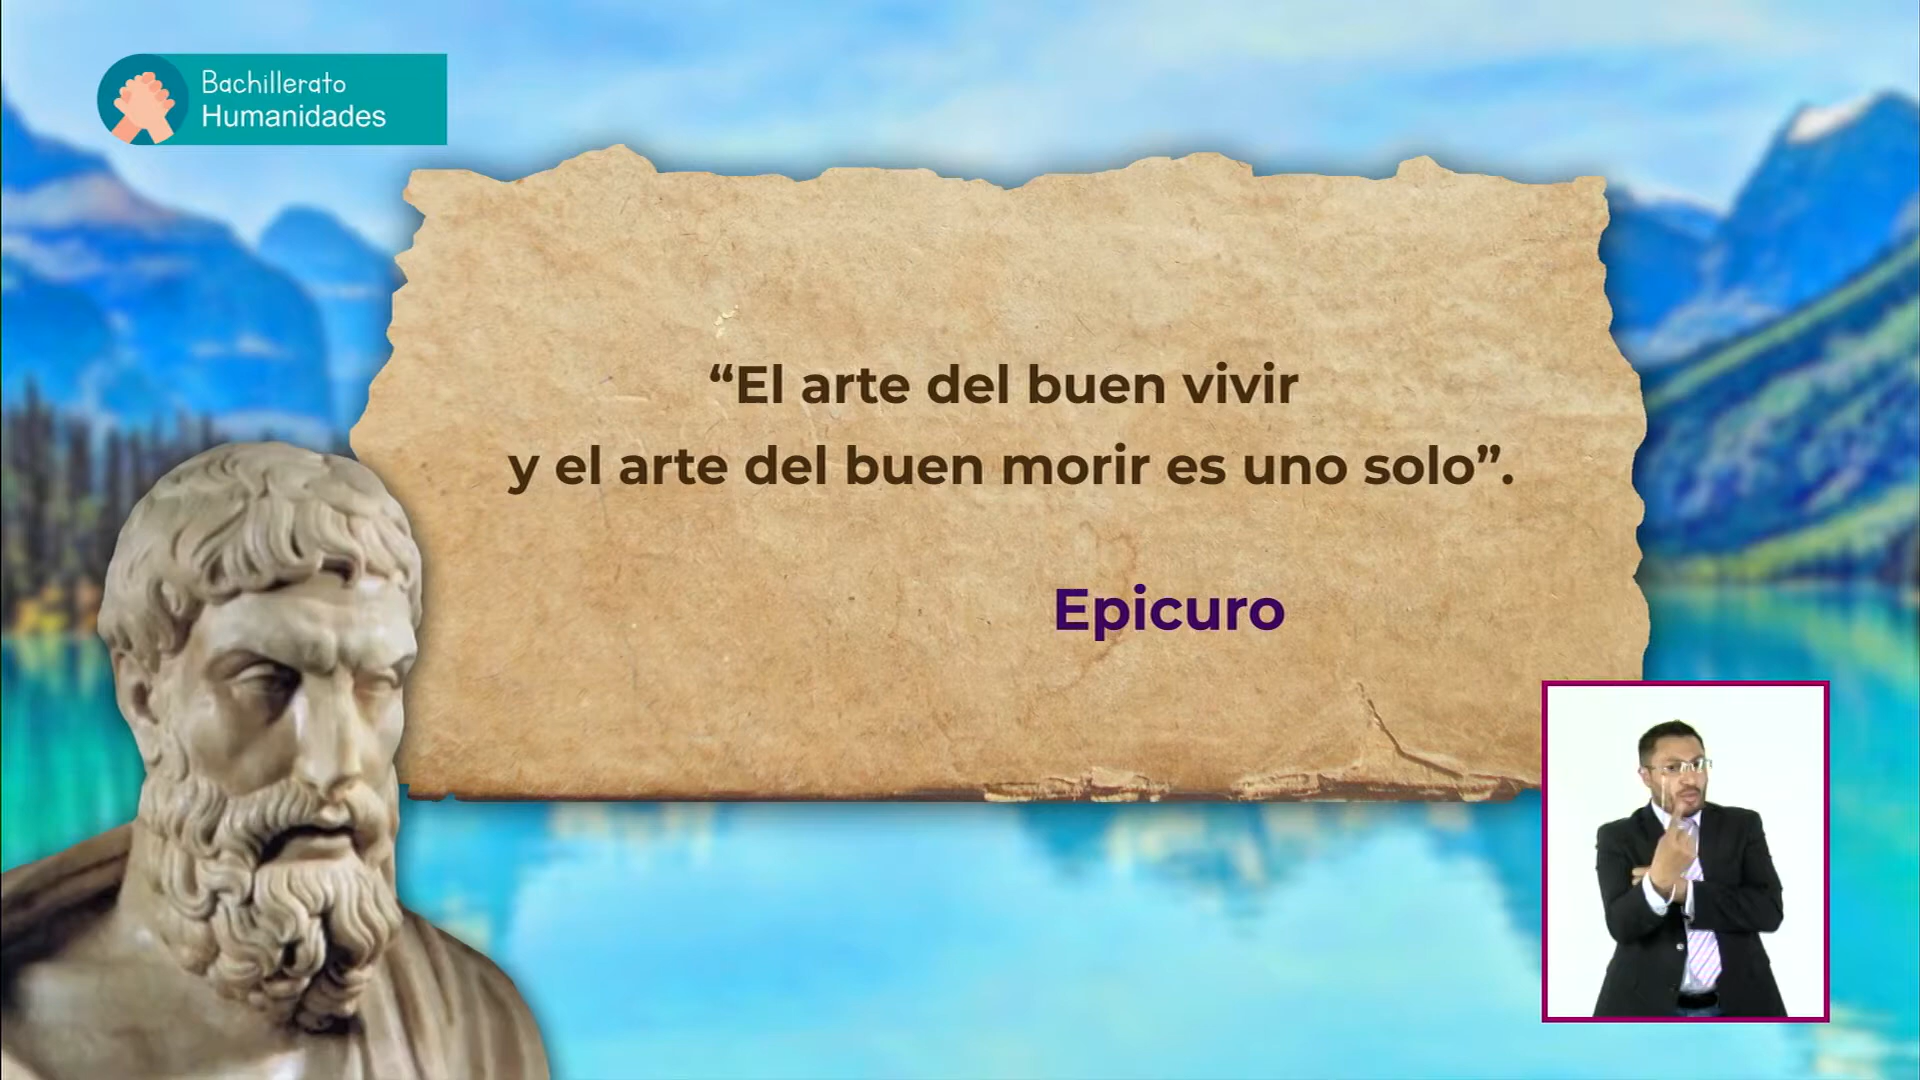 Bachillerato
Humanidades
“El arte del buen vivir
y el arte del buen morir es uno solo”.
Epicuro